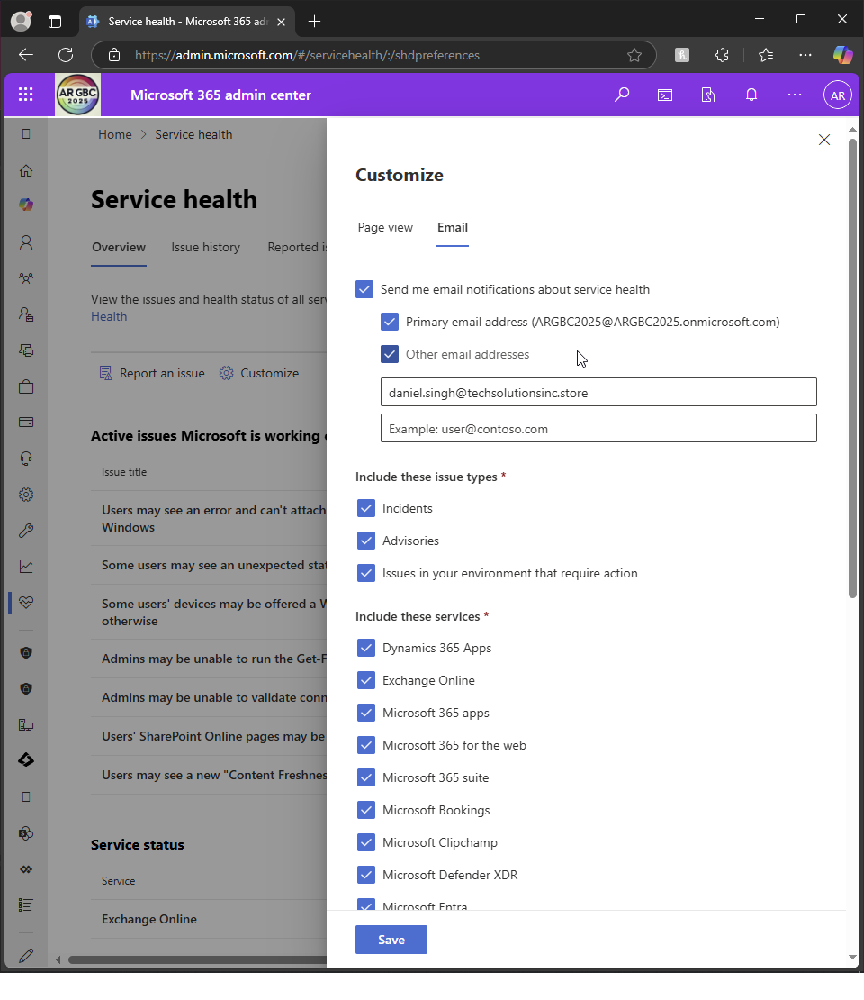 Service health - Microsoft 365 adm
https://admin.microsoft.com/#/servicehealth/:/shdpreferences
AR GBC
2025
Microsoft 365 admin center
AR
Home > Service health
Service health
Overview Issue history Reported is
View the issues and health status of all serv
Health
Report an issue Customize
Active issues Microsoft is working o
Issue title
Users may see an error and can't attach
Windows
Some users may see an unexpected stat
Some users' devices may be offered a W
otherwise
Admins may be unable to run the Get-F
Admins may be unable to validate conn
Users' SharePoint Online pages may be
Users may see a new "Content Freshnes
Service status
Service
Exchange Online
Customize
Page view Email
Send me email notifications about service health
Primary email address (ARGBC2025@ARGBC2025.onmicrosoft.com)
Other email addresses
daniel.singh@techsolutionsinc.store
Example: user@contoso.com
Include these issue types *
Incidents
Advisories
Issues in your environment that require action
Include these services *
Dynamics 365 Apps
Exchange Online
Microsoft 365 apps
Microsoft 365 for the web
Microsoft 365 suite
Microsoft Bookings
Microsoft Clipchamp
Microsoft Defender XDR
Microsoft Entra
Save